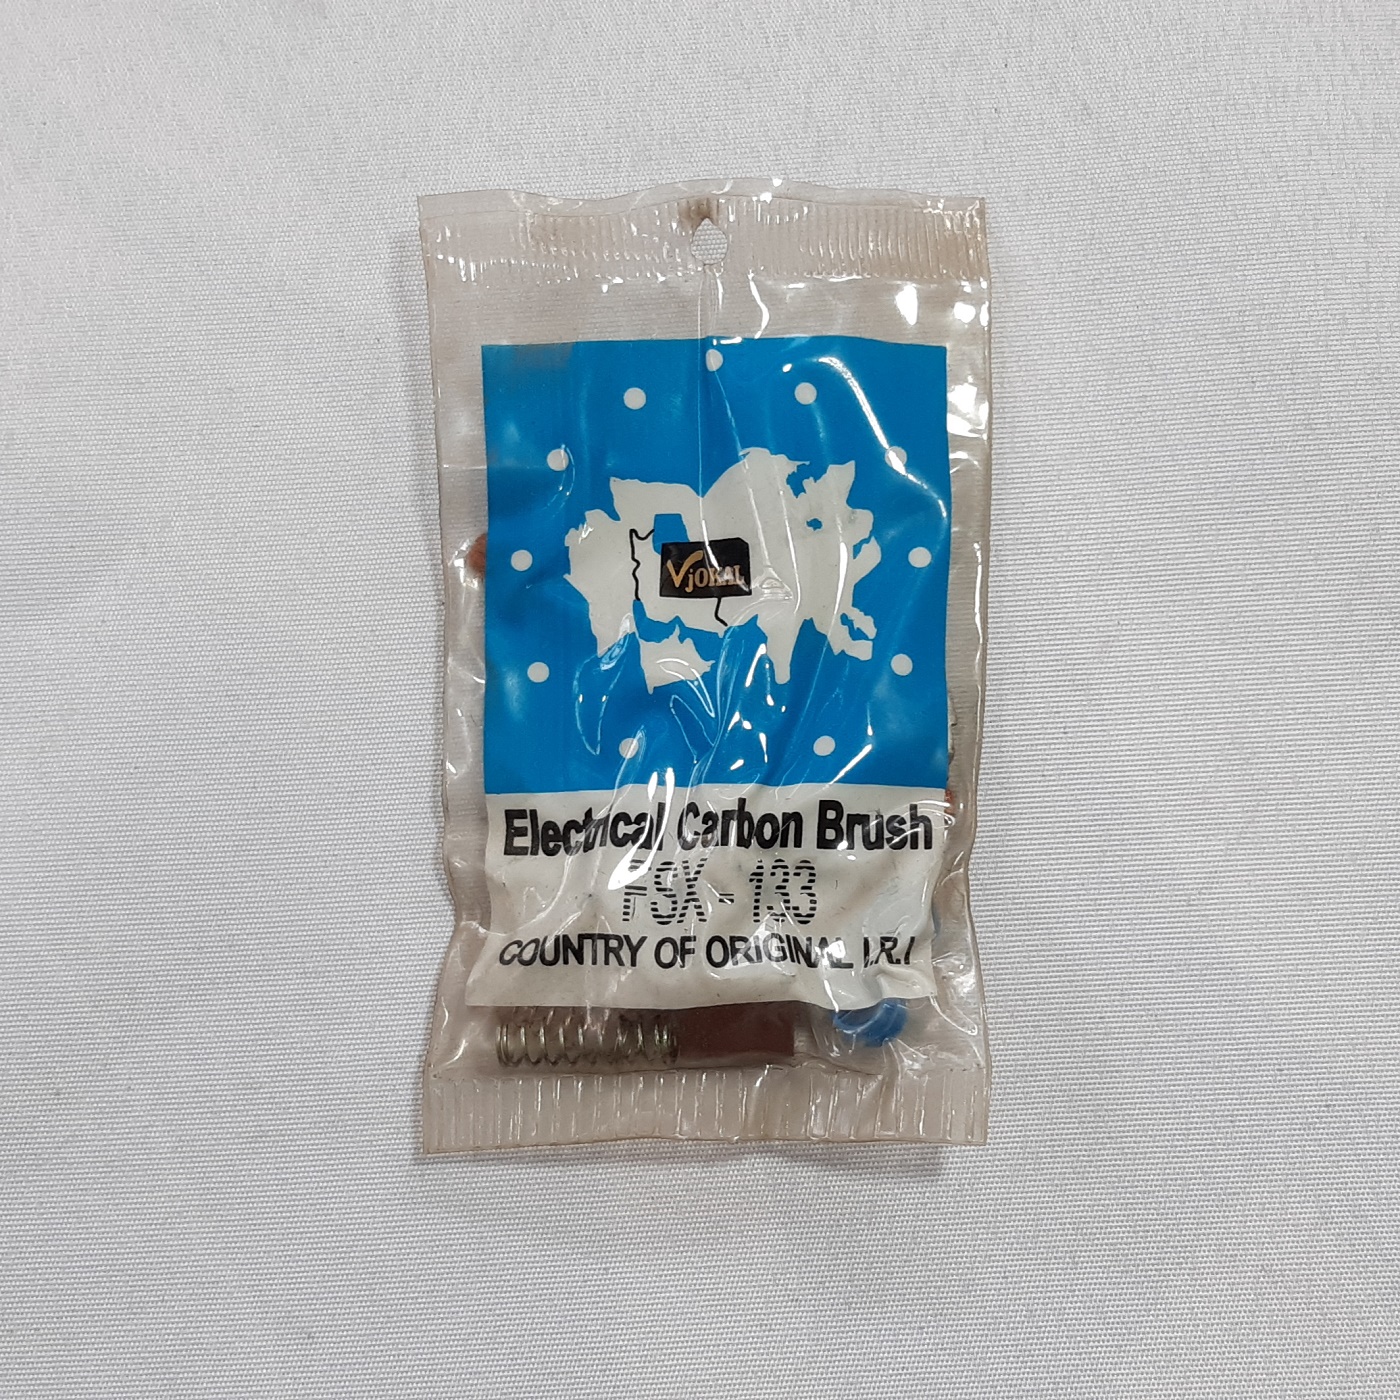 VjOKAL
Electrical Carbon Brush
FSX-133
COUNTRY OF ORIGINAL I.R.I